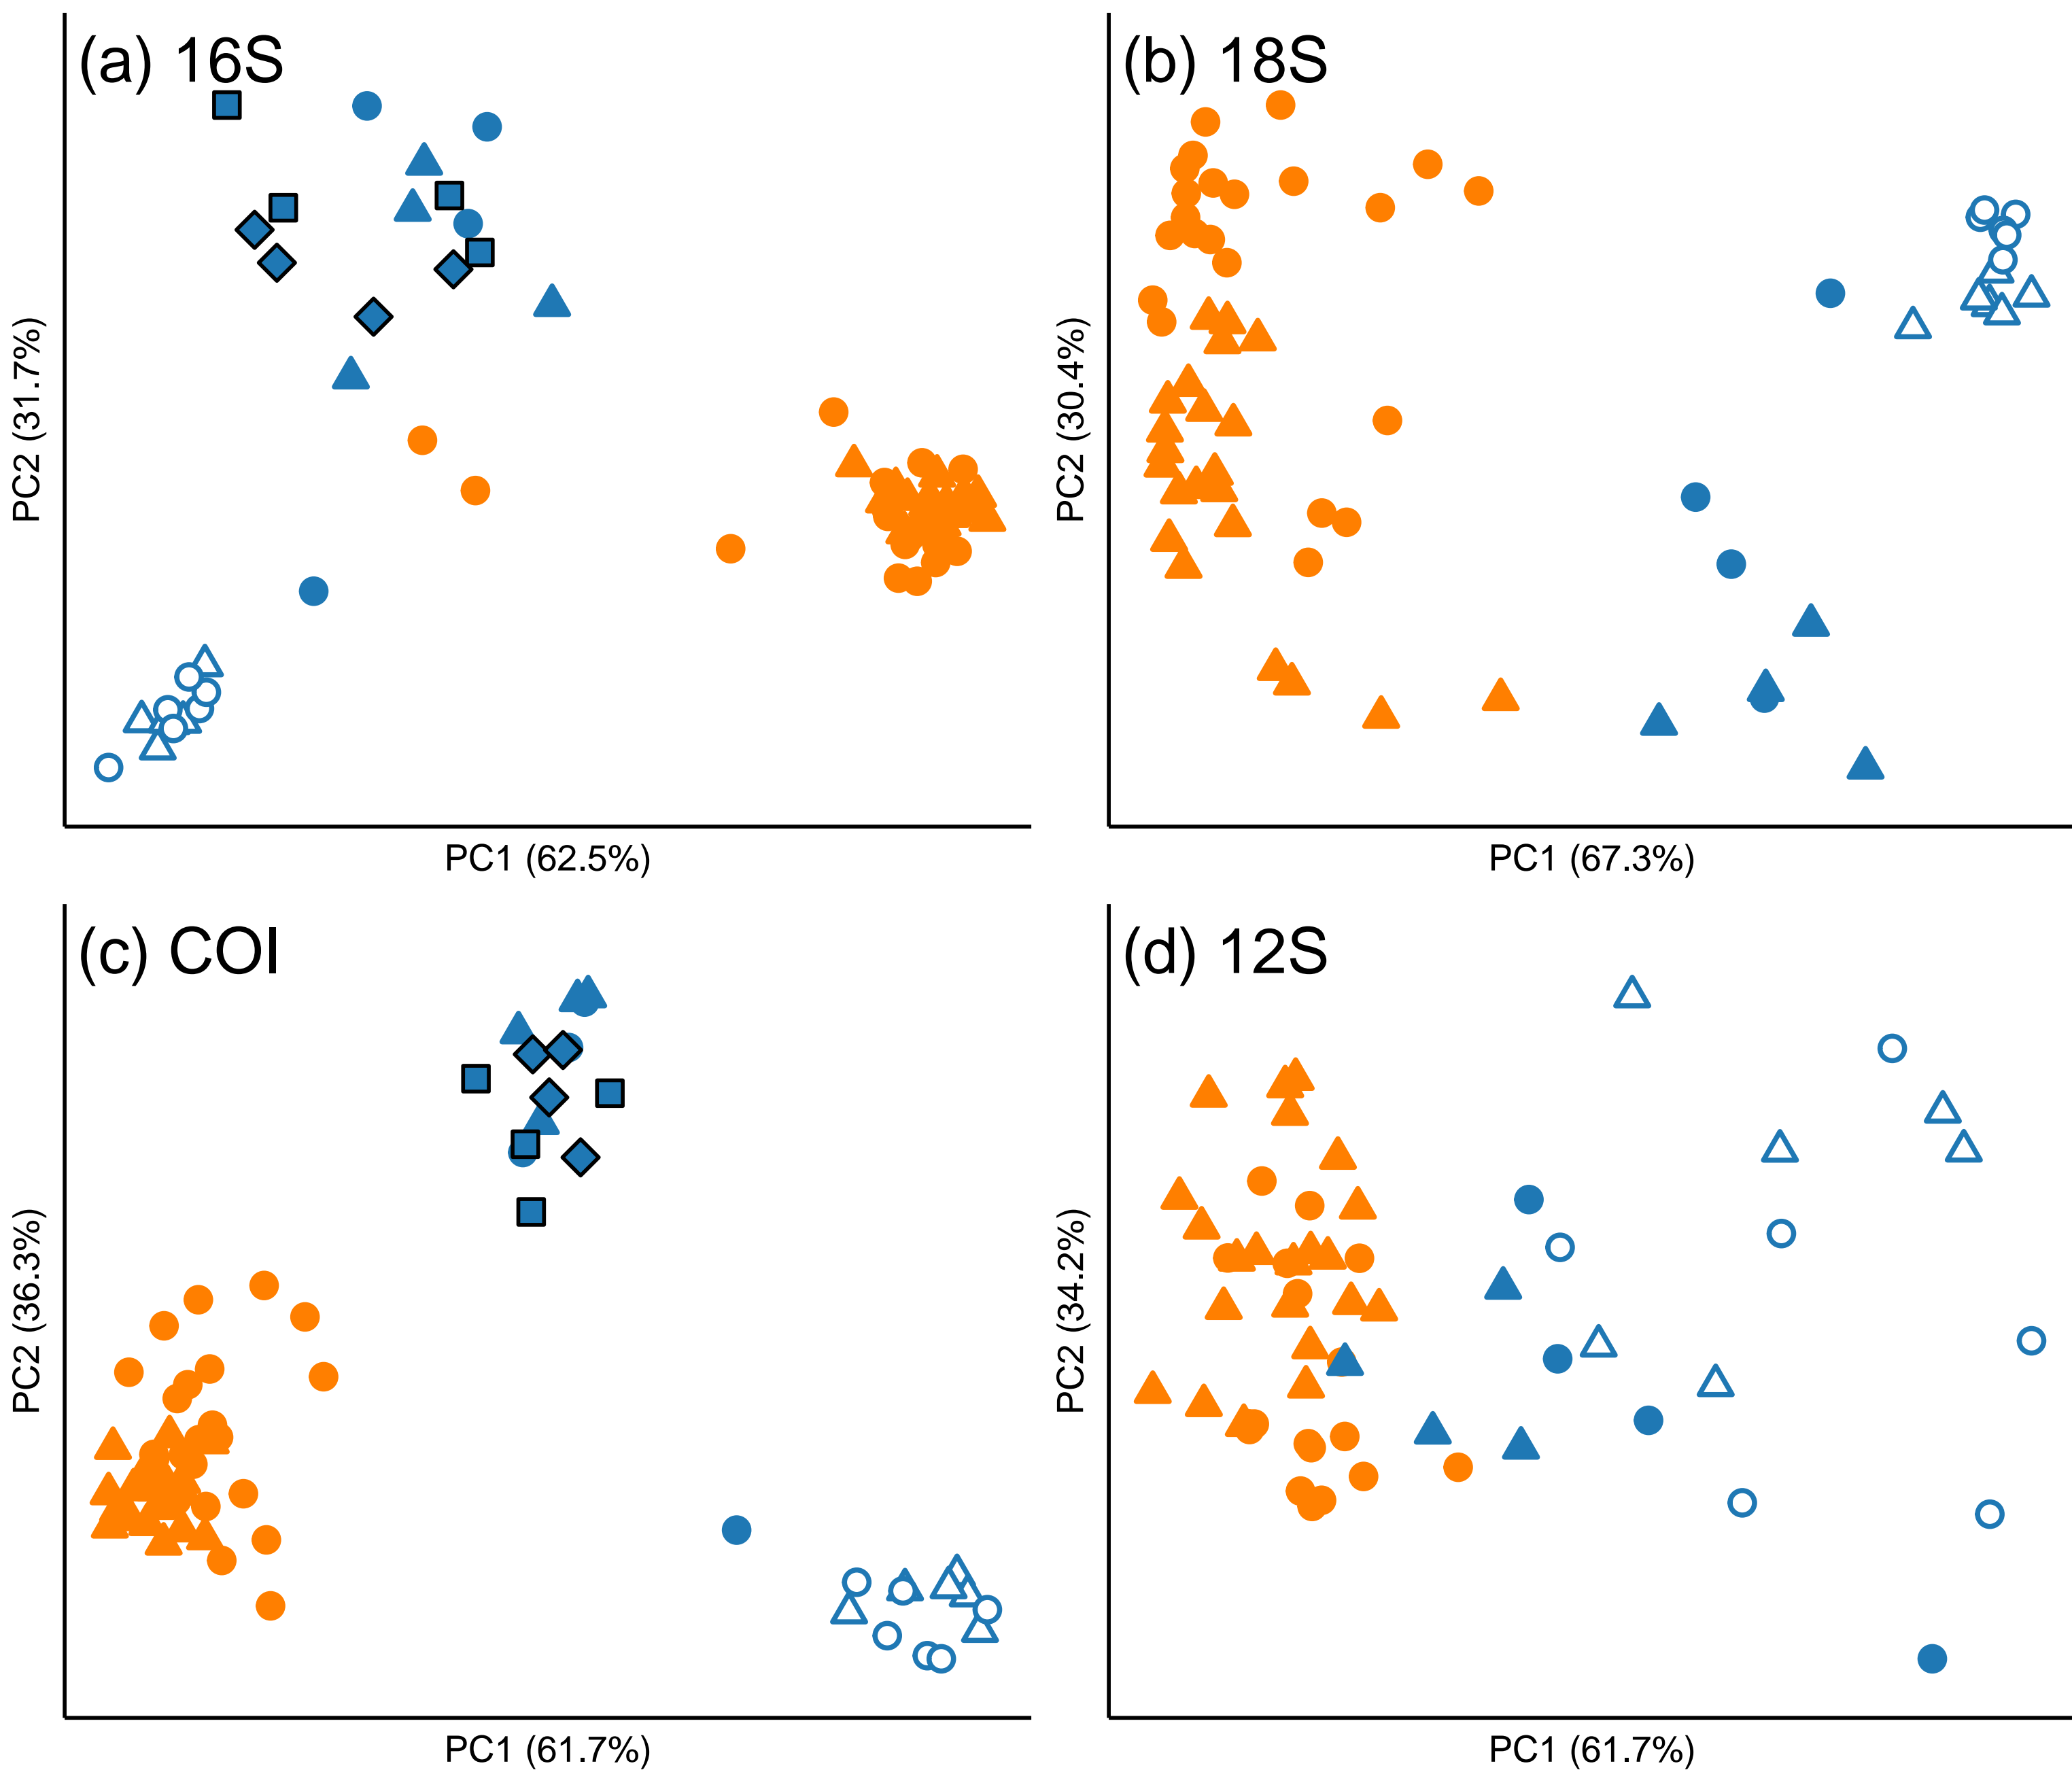 (a) 16S
PC2 (31.7%)
PC1 (62.5%)
(b) 18S
PC2 (30.4%)
PC1 (67.3%)
(c) COI
PC2 (36.3%)
PC1 (61.7%)
(d) 12S
PC2 (34.2%)
PC1 (61.7%)